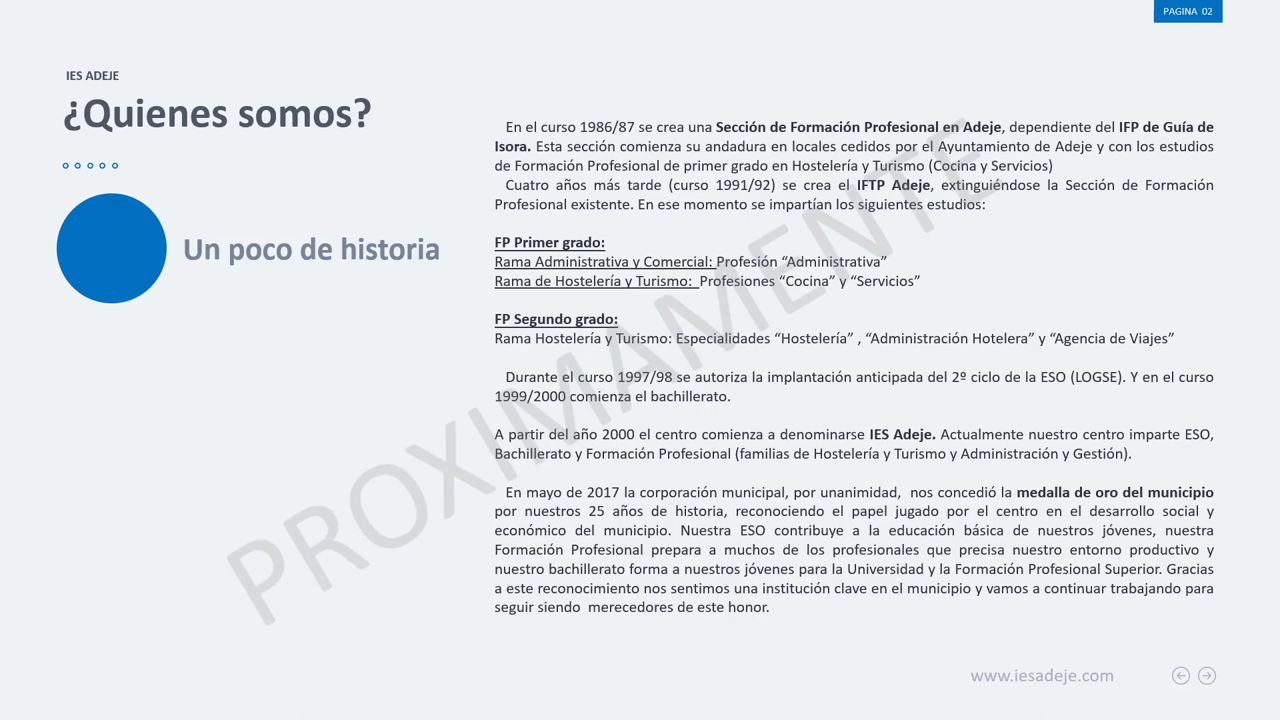 PAGINA 02
IES ADEJE
¿Quienes somos?
Un poco de historia
En el curso 1986/87 se crea una Sección de Formación Profesional en Adeje, dependiente del IFP de Guía de
Isora. Esta sección comienza su andadura en locales cedidos por el Ayuntamiento de Adeje y con los estudios
de Formación Profesional de primer grado en Hostelería y Turismo (Cocina y Servicios)
Cuatro años más tarde (curso 1991/92) se crea el IFTP Adeje, extinguiéndose la Sección de Formación
Profesional existente. En ese momento se impartían los siguientes estudios:
FP Primer grado:
Rama Administrativa y Comercial: Profesión “Administrativa”
Rama de Hostelería y Turismo: Profesiones “Cocina” y “Servicios”
FP Segundo grado:
Rama Hostelería y Turismo: Especialidades “Hostelería” , “Administración Hotelera” y “Agencia de Viajes”
Durante el curso 1997/98 se autoriza la implantación anticipada del 2º ciclo de la ESO (LOGSE). Y en el curso
1999/2000 comienza el bachillerato.
A partir del año 2000 el centro comienza a denominarse IES Adeje. Actualmente nuestro centro imparte ESO,
Bachillerato y Formación Profesional (familias de Hostelería y Turismo y Administración y Gestión).
En mayo de 2017 la corporación municipal, por unanimidad, nos concedió la medalla de oro del municipio
por nuestros 25 años de historia, reconociendo el papel jugado por el centro en el desarrollo social y
económico del municipio. Nuestra ESO contribuye a la educación básica de nuestros jóvenes, nuestra
Formación Profesional prepara a muchos de los profesionales que precisa nuestro entorno productivo y
nuestro bachillerato forma a nuestros jóvenes para la Universidad y la Formación Profesional Superior. Gracias
a este reconocimiento nos sentimos una institución clave en el municipio y vamos a continuar trabajando para
seguir siendo merecedores de este honor.
PROXIMAMENTE
www.iesadeje.com